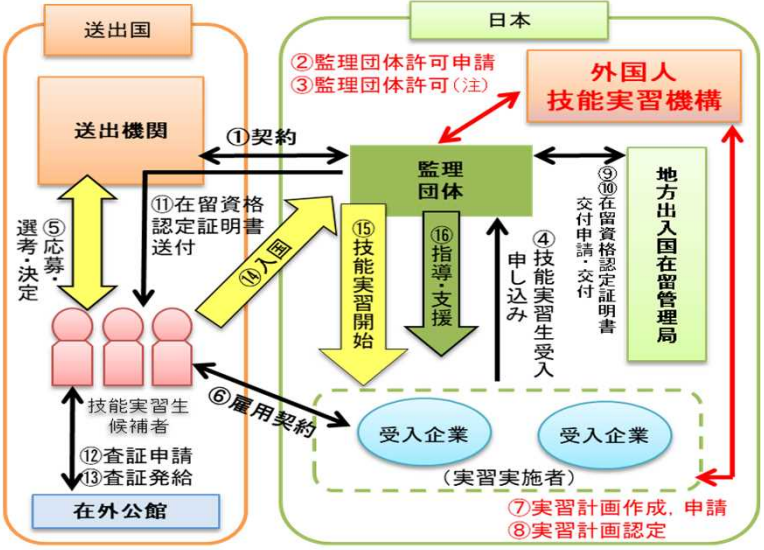 送出国
日本
②監理団体許可申請
③監理団体許可(注)
外国人
技能実習機構
送出機関
①契約
監理
団体
⑨⑩在留資格認定証明書
交付申請・交付
地方出入国在留管理局
⑤応募・
選考・決定
⑪在留資格
認定証明書
送付
⑭入国
⑮技能実習開始
⑯指導・支援
④技能実習生受入
申し込み
技能実習生
候補者
⑥雇用契約
受入企業
受入企業
(実習実施者)
⑫査証申請
⑬査証発給
在外公館
⑦実習計画作成，申請
⑧実習計画認定